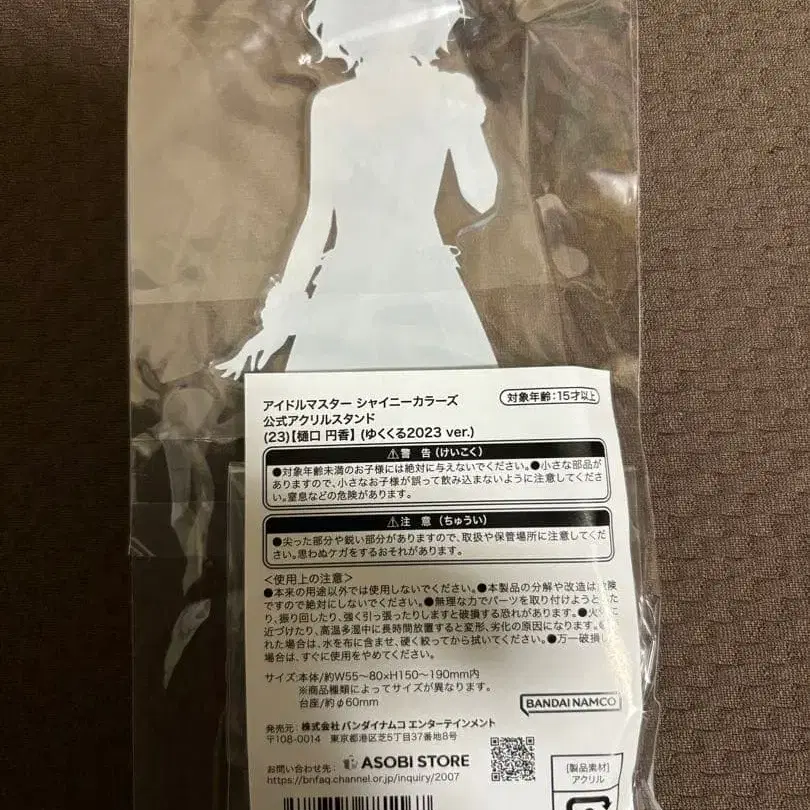 アイドルマスター シャイニーカラーズ
対象年齢:15才以上
公式アクリルスタンド
(23)【樋口 円香】 (ゆくくる2023 ver.)
⚠警 告(けいこく)
●対象年齢未満のお子様には絶対に与えないでください。●小さな部品が
ありますので、小さなお子様が誤って飲み込まないように注意してくださ
い。窒息などの危険があります。
⚠注 意(ちゅうい)
●尖った部分や鋭い部分がありますので、取扱や保管場所に注意してくだ
さい。思わぬケガをするおそれがあります。
<使用上の注意>
●本来の用途以外では使用しないでください。●本製品の分解や改造は危険
ですので絶対にしないでください。●無理な力でパーツを取り付けようと
り、振り回したり、強く引っ張ったりしますと破損する恐れがあります。●火
近づけたり、高温多湿中に長時間放置すると変形、劣化の原因になります。
れた場合は、水を布に含ませ、硬く絞ってから拭いてください。●万一破損
場合は、すぐに使用をやめてください。
サイズ:本体/約W55〜80×H150〜190mm内
※商品種類によってサイズが異なります。
台座/約φ60mm
BANDAI NAMCO
発売元: 株式会社 バンダイナムコ エンターテインメント
〒108-0014 東京都港区芝5丁目37番地8号
お問い合わせ先: ASOBI STORE
https://bnfaq.channel.or.jp/inquiry/2007
[製品素材]
アクリル